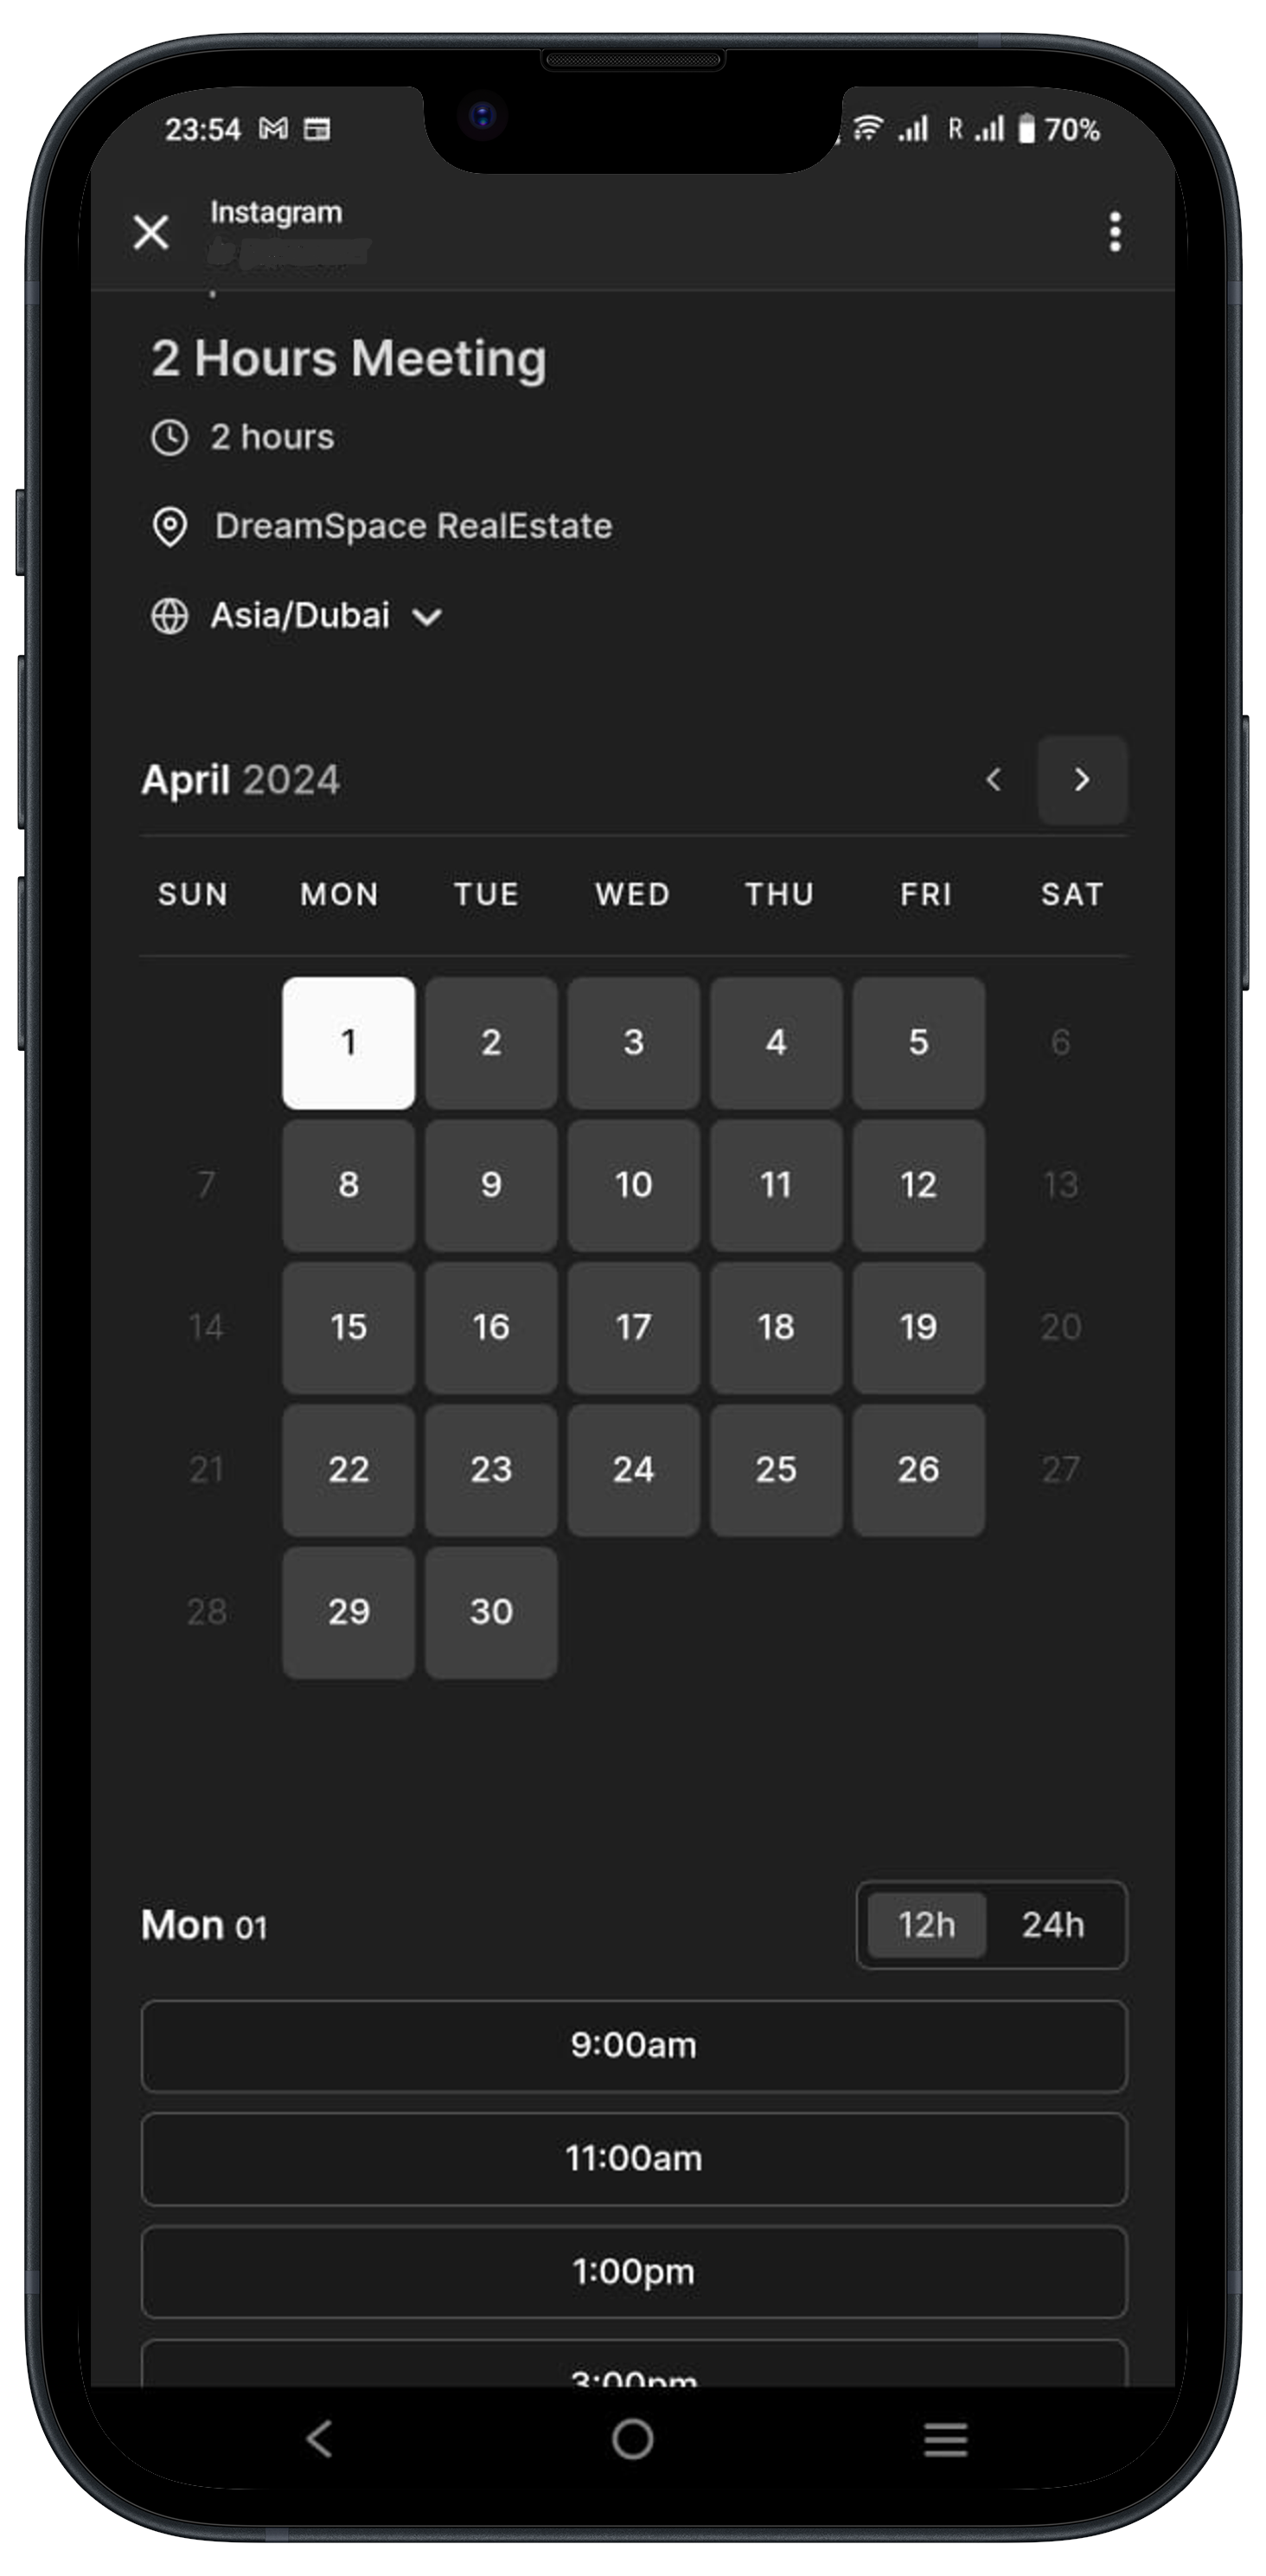 23:54 R 70%
Instagram
2 Hours Meeting
2 hours
DreamSpace RealEstate
Asia/Dubai
April 2024
SUN MON TUE WED THU FRI SAT
1 2 3 4 5 6
7 8 9 10 11 12 13
14 15 16 17 18 19 20
21 22 23 24 25 26 27
28 29 30
Mon 01 12h 24h
9:00am
11:00am
1:00pm
3:00pm